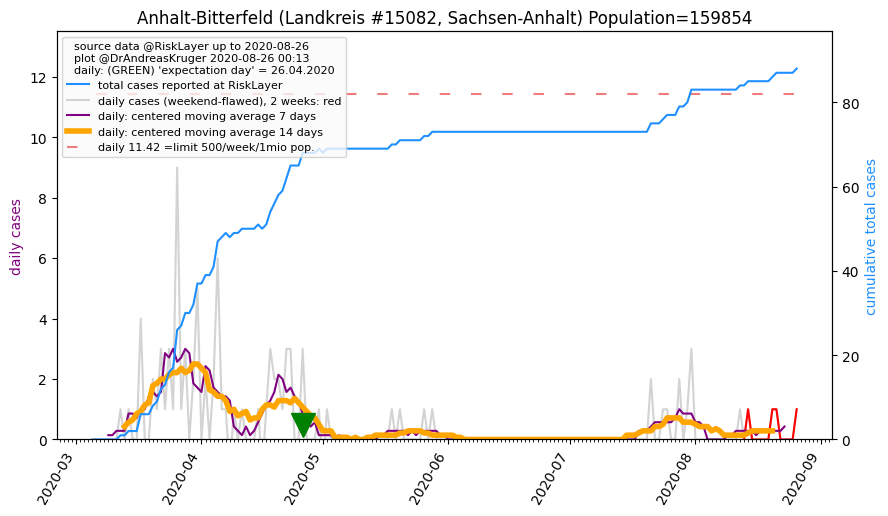 Anhalt-Bitterfeld (Landkreis #15082, Sachsen-Anhalt) Population=159854
source data @RiskLayer up to 2020-08-26
plot @DrAndreasKruger 2020-08-26 00:13
daily: (GREEN) 'expectation day' = 26.04.2020
total cases reported at RiskLayer
daily cases (weekend-flawed), 2 weeks: red
daily: centered moving average 7 days
daily: centered moving average 14 days
daily 11.42 =limit 500/week/1mio pop.
daily cases
12
10
8
6
4
2
0
cumulative total cases
80
60
40
20
0
2020-03
2020-04
2020-05
2020-06
2020-07
2020-08
2020-09